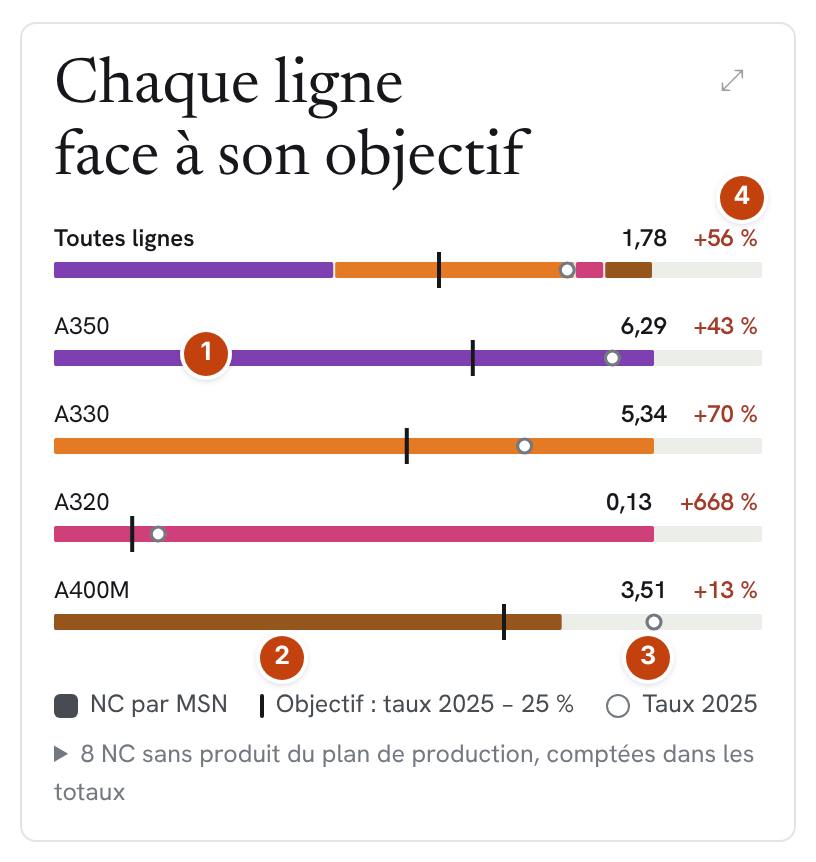 Chaque ligne
face à son objectif
4
Toutes lignes 1,78 +56 %
A350 6,29 +43 %
1
A330 5,34 +70 %
A320 0,13 +668 %
A400M 3,51 +13 %
2 3
NC par MSN Objectif : taux 2025 – 25 % Taux 2025
8 NC sans produit du plan de production, comptées dans les
totaux